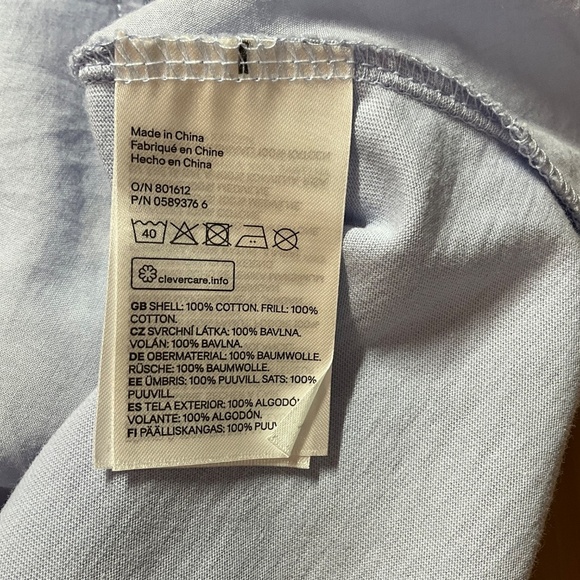 Made in China
Fabriqué en Chine
Hecho en China
O/N 801612
P/N 0589376 6
40
clevercare.info
GB SHELL: 100% COTTON. FRILL: 100%
COTTON.
CZ SVRCHNÍ LÁTKA: 100% BAVLNA.
VOLÁN: 100% BAVLNA.
DE OBERMATERIAL: 100% BAUMWOLLE.
RÜSCHE: 100% BAUMWOLLE.
EE ÜMBRIS: 100% PUUVILL. SATS: 100%
PUUVILL.
ES TELA EXTERIOR: 100% ALGODÓ
VOLANTE: 100% ALGODÓN.
FI PÄÄLLISKANGAS: 100% PUU